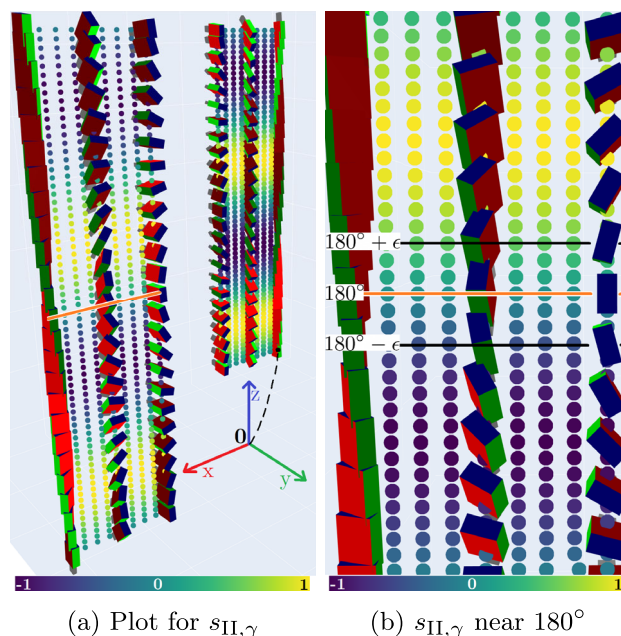 z
0
x
y
-1 0 1
(a) Plot for s_{II,γ}
180° + ϵ
180°
180° − ϵ
-1 0 1
(b) s_{II,γ} near 180°